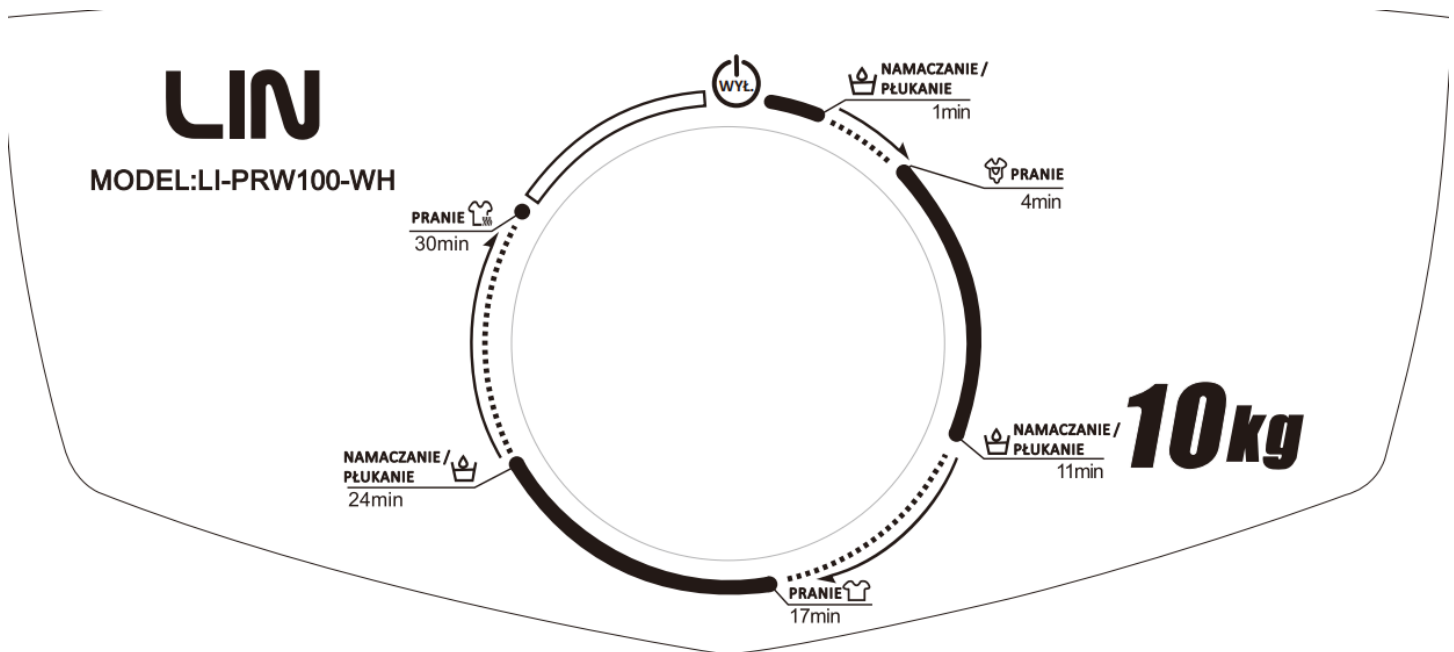 LIN
MODEL:LI-PRW100-WH
WYŁ.
NAMACZANIE /
PŁUKANIE
1min
PRANIE
4min
NAMACZANIE /
PŁUKANIE
11min
10kg
PRANIE
17min
NAMACZANIE /
PŁUKANIE
24min
PRANIE
30min